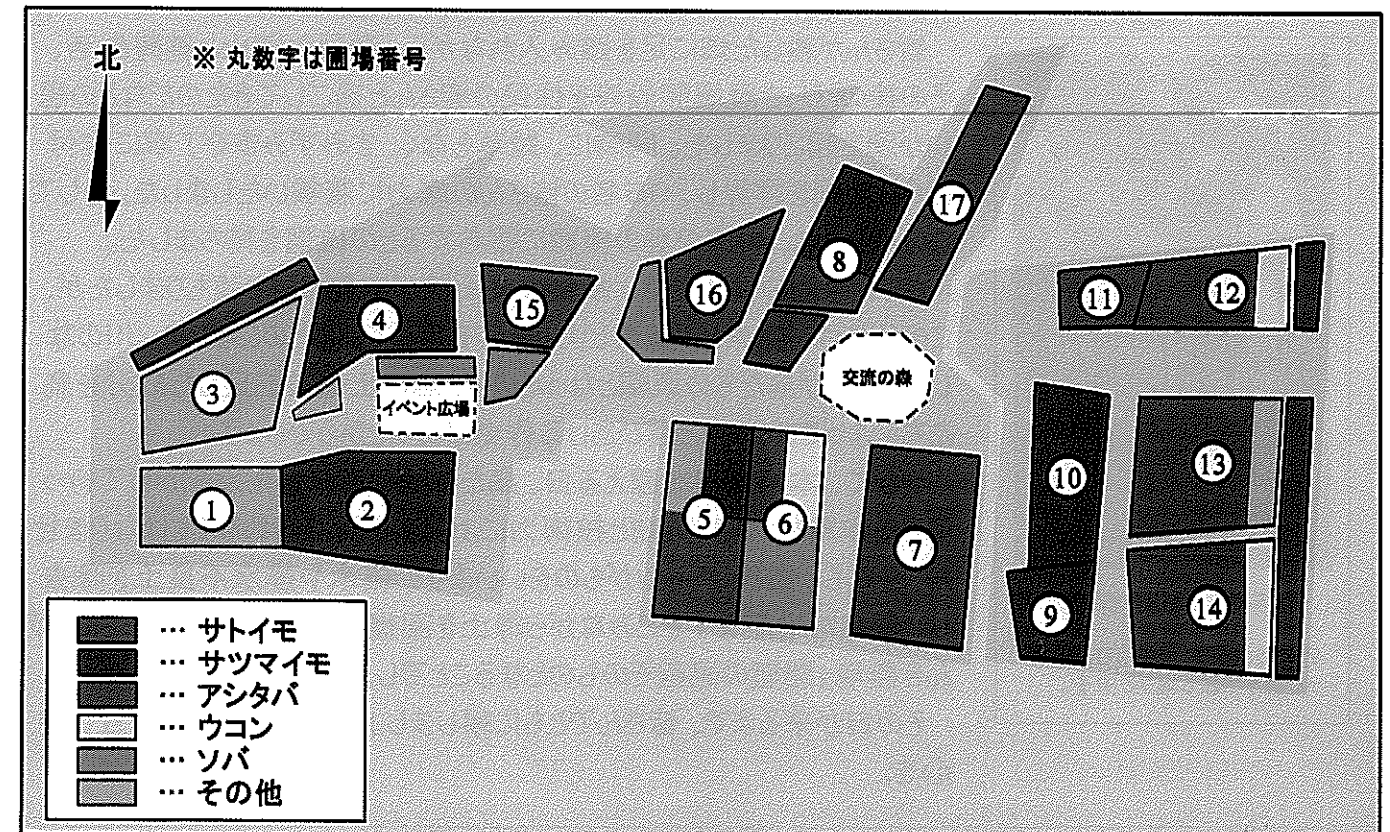 北
※ 丸数字は圃場番号
17
8
16
15
4
11
12
3
交流の森
イベント広場
10
13
1
2
5
6
7
9
14
… サトイモ
… サツマイモ
… アシタバ
… ウコン
… ソバ
… その他